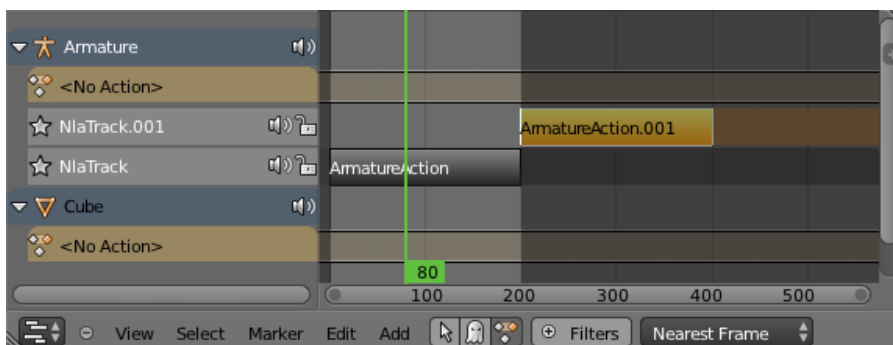 Armature
<No Action>
NlaTrack.001 ArmatureAction.001
NlaTrack ArmatureAction
Cube
<No Action>
80
100 200 300 400 500
View Select Marker Edit Add Filters Nearest Frame